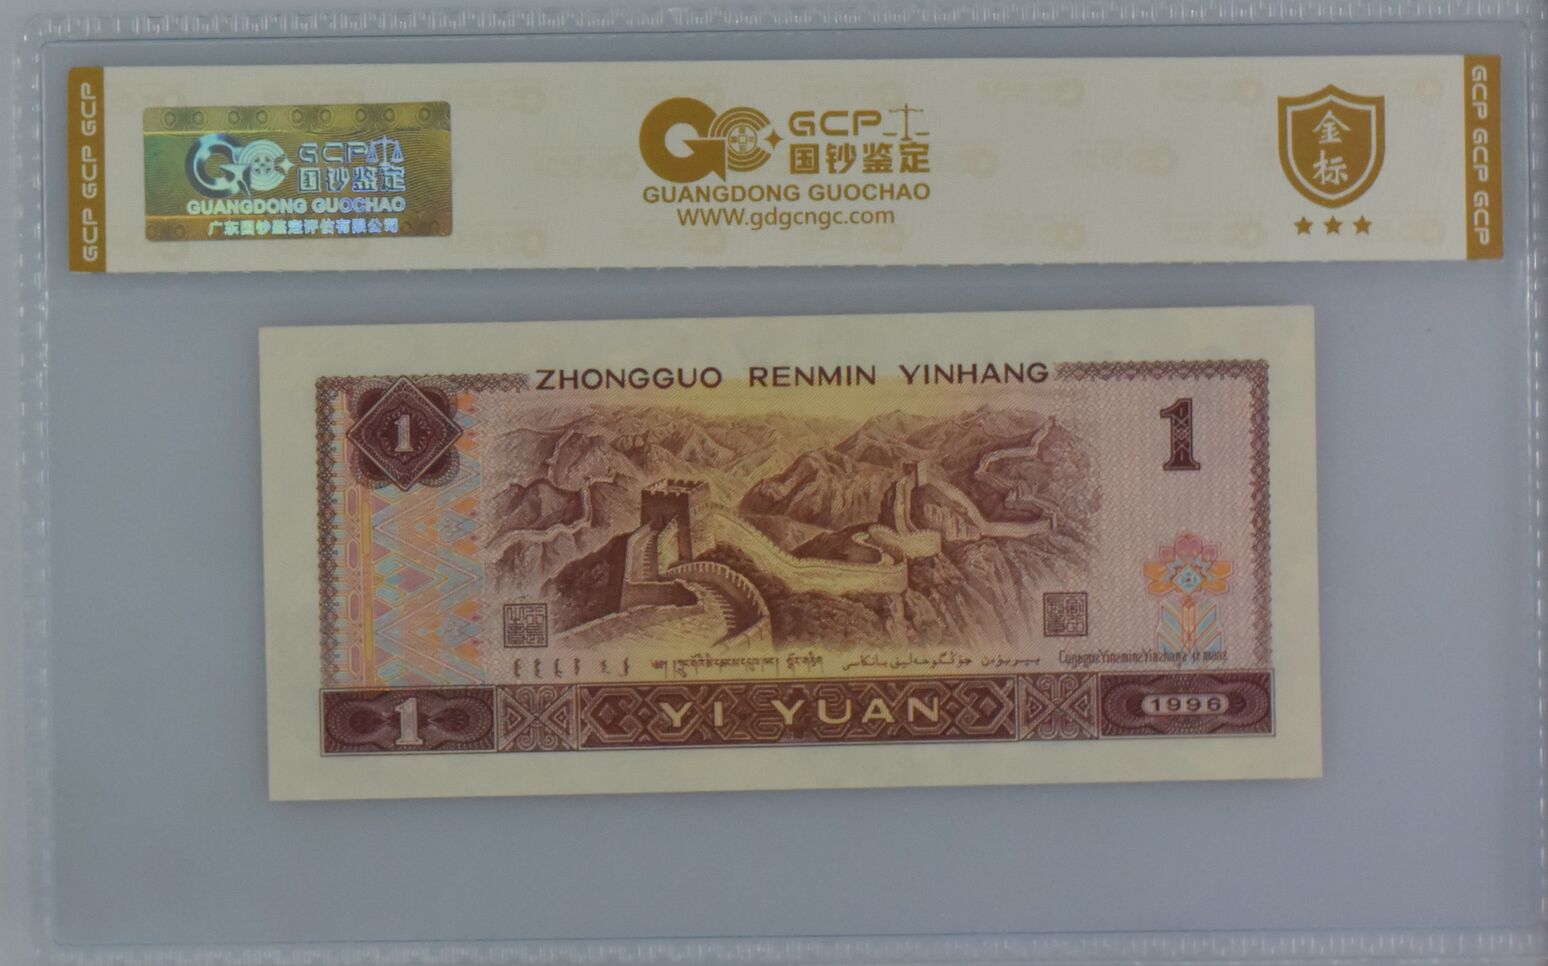 GCP GCP GCP
GCP
国钞鉴定
GUANGDONG GUOCHAO
广东国钞鉴定评估有限公司
GCP
国钞鉴定
GUANGDONG GUOCHAO
WWW.gdgcngc.com
金标
GCP GCP GCP
ZHONGGUO RENMIN YINHANG
1
1
1
YI YUAN
1996